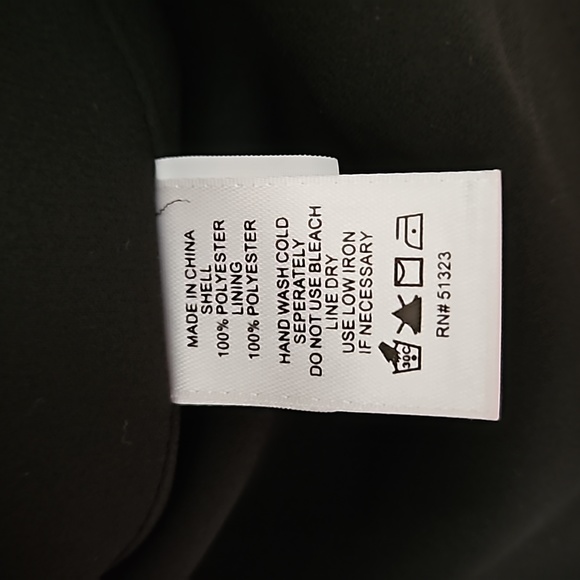 MADE IN CHINA
SHELL
100% POLYESTER
LINING
100% POLYESTER
HAND WASH COLD
SEPERATELY
DO NOT USE BLEACH
LINE DRY
USE LOW IRON
IF NECESSARY
30C
RN# 51323